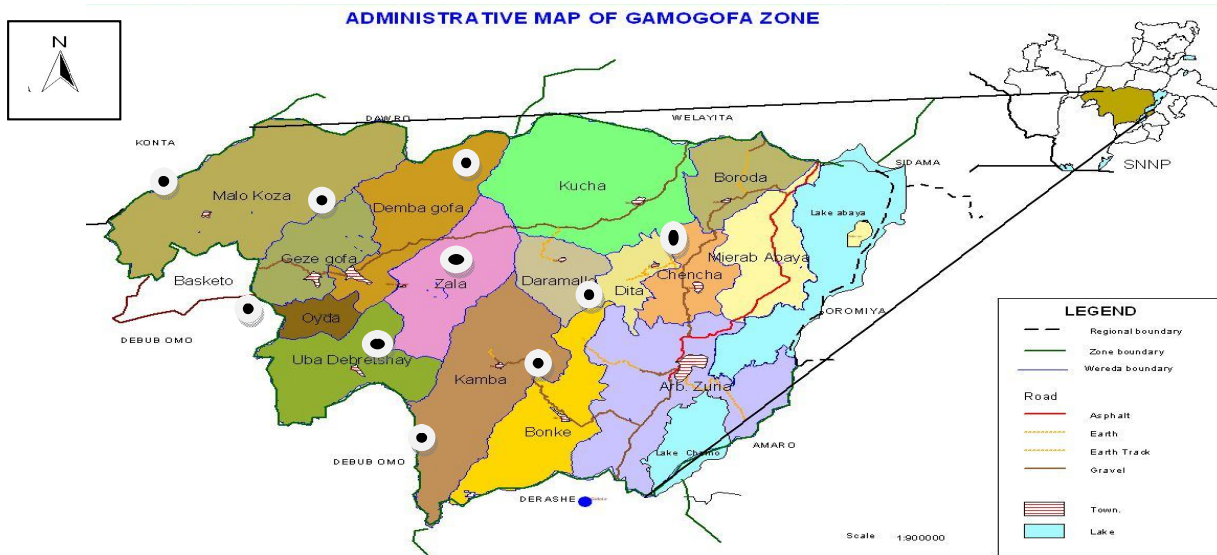 ADMINISTRATIVE MAP OF GAMOGOFA ZONE
N
DAWRO
WELAYITA
KONTA
SIDAMA
SNNP
Malo Koza
Demba gofa
Kucha
Boroda
Lake abaya
Geze gofa
Zala
Daramalla
Dita
Chencha
Mierab Abaya
Basketo
Oyda
OROMIYA
DEBUB OMO
Uba Debretshay
Kamba
Arb. Zuria
Bonke
Lake Chamo
AMARO
DEBUB OMO
DERASHE
Scale 1:900000
LEGEND
Regional boundary
Zone boundary
Wereda boundary
Road
Asphalt
Earth
Earth Track
Gravel
Town.
Lake